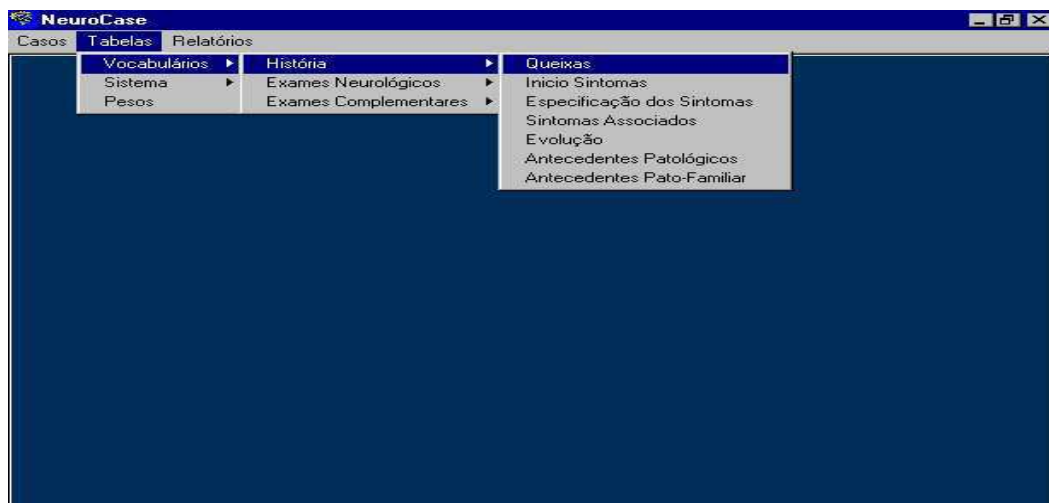 NeuroCase
Casos Tabelas Relatórios
Vocabulários
Sistema
Pesos
História
Exames Neurológicos
Exames Complementares
Queixas
Inicio Sintomas
Especificação dos Sintomas
Sintomas Associados
Evolução
Antecedentes Patológicos
Antecedentes Pato-Familiar